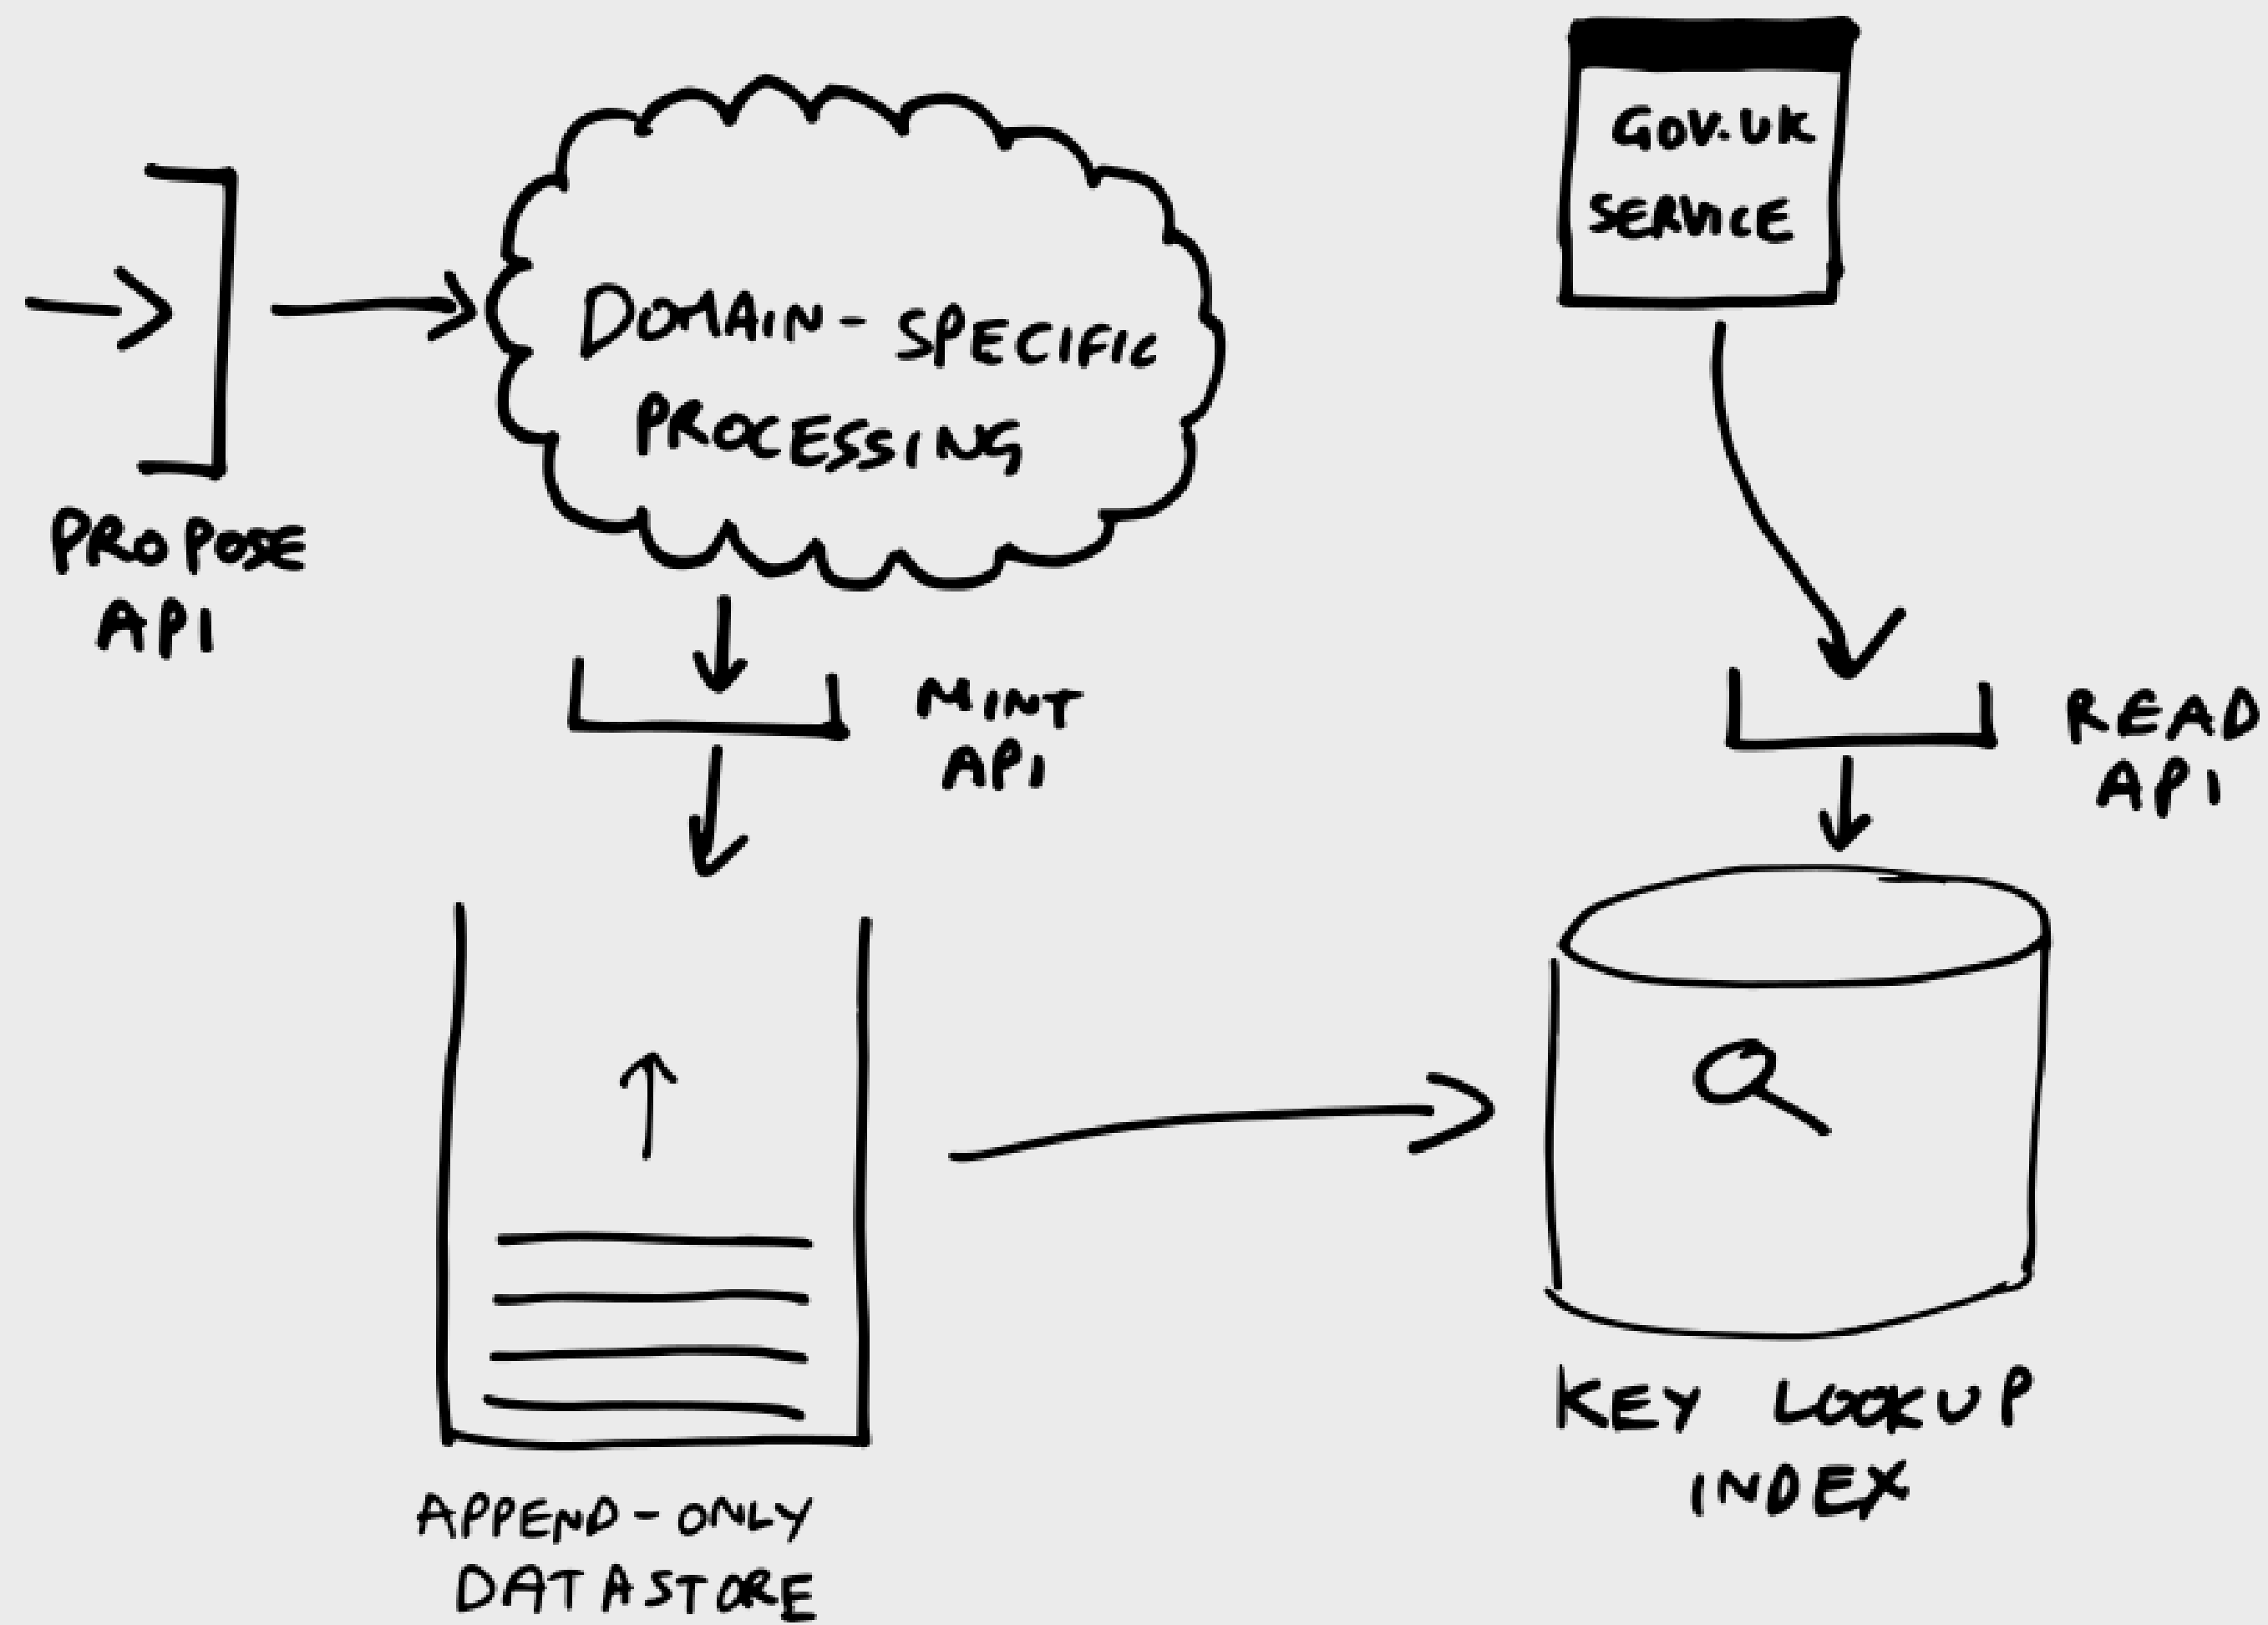 GOV.UK
SERVICE
DOMAIN-SPECIFIC
PROCESSING
PROPOSE
API
MINT
API
READ
API
KEY LOOKUP
INDEX
APPEND-ONLY
DATASTORE